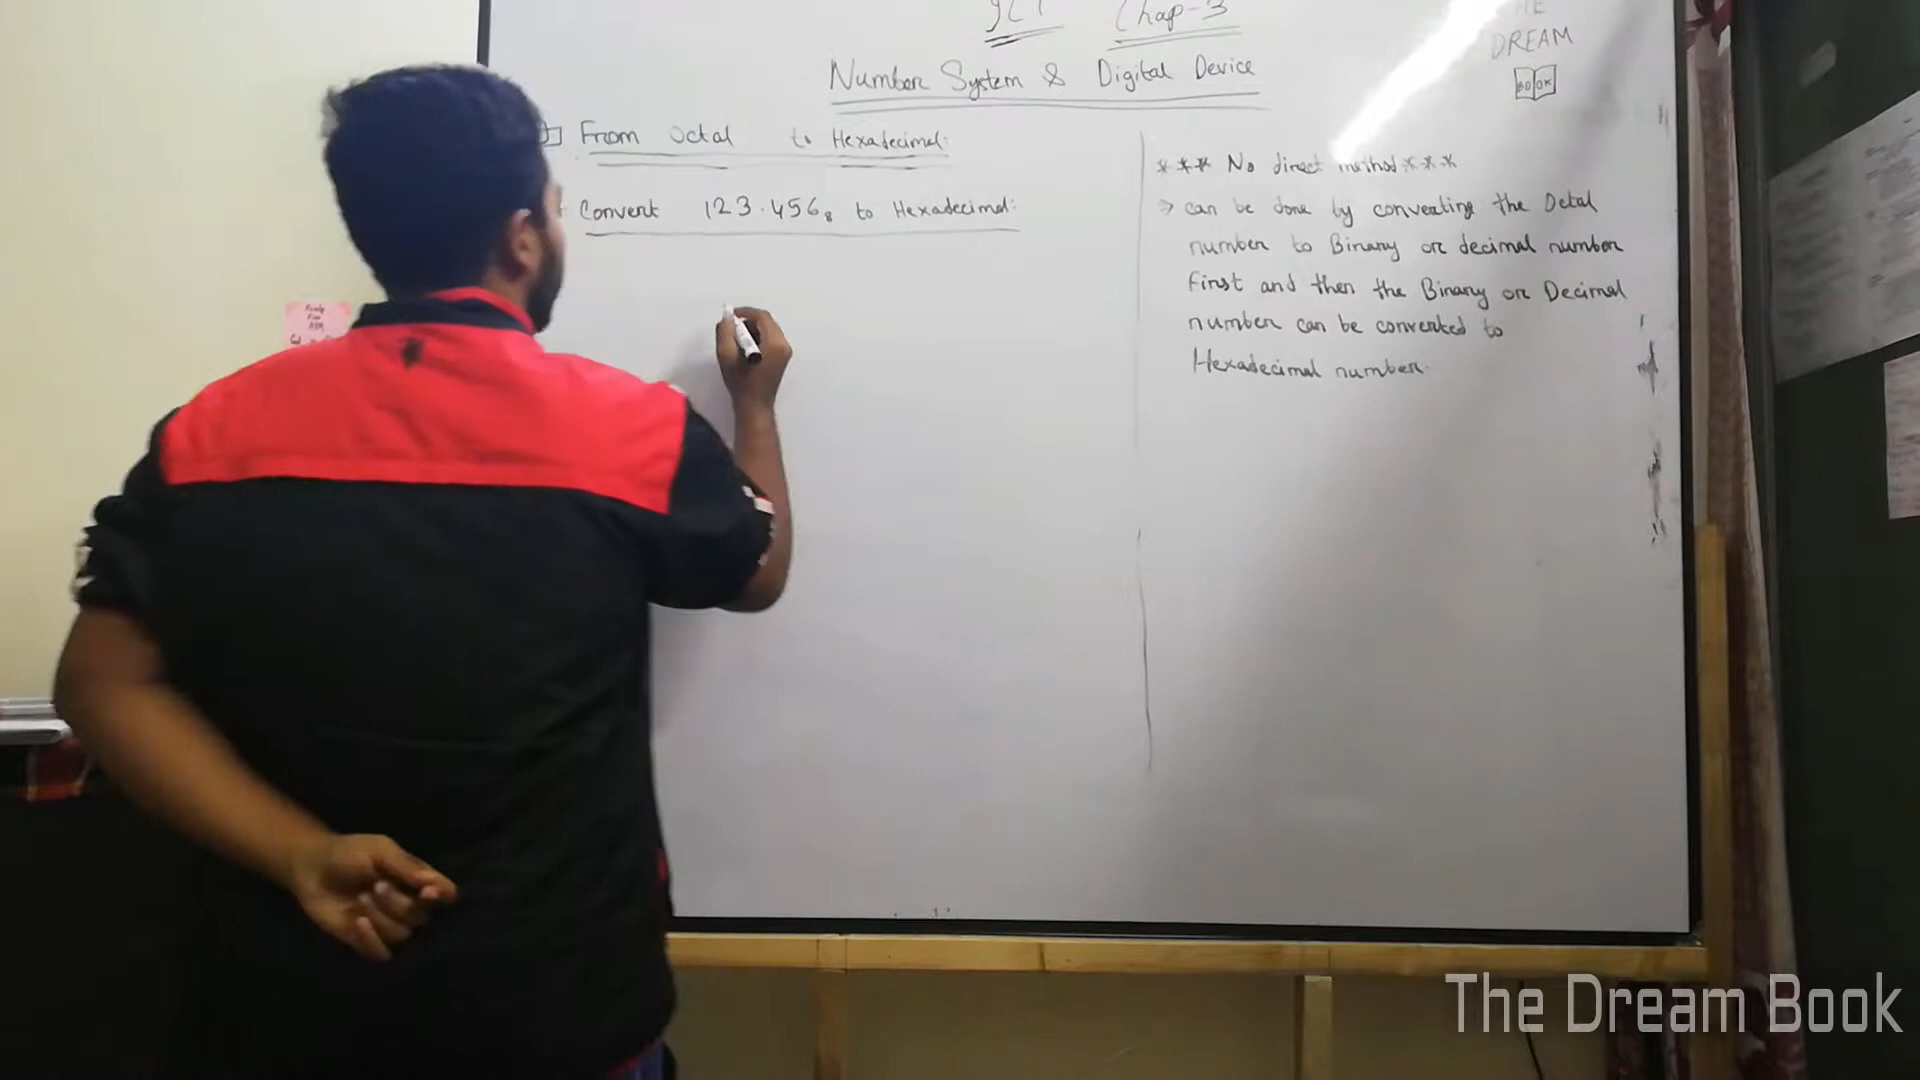 ICT Chap-3
Number System & Digital Device
DREAM
BOOK
From Octal to Hexadecimal:
Convert 123.456₈ to Hexadecimal:
*** No direct method ***
⇒ can be done by converting the Octal
number to Binary or decimal number
First and then the Binary or Decimal
number can be converted to
Hexadecimal number.
The Dream Book